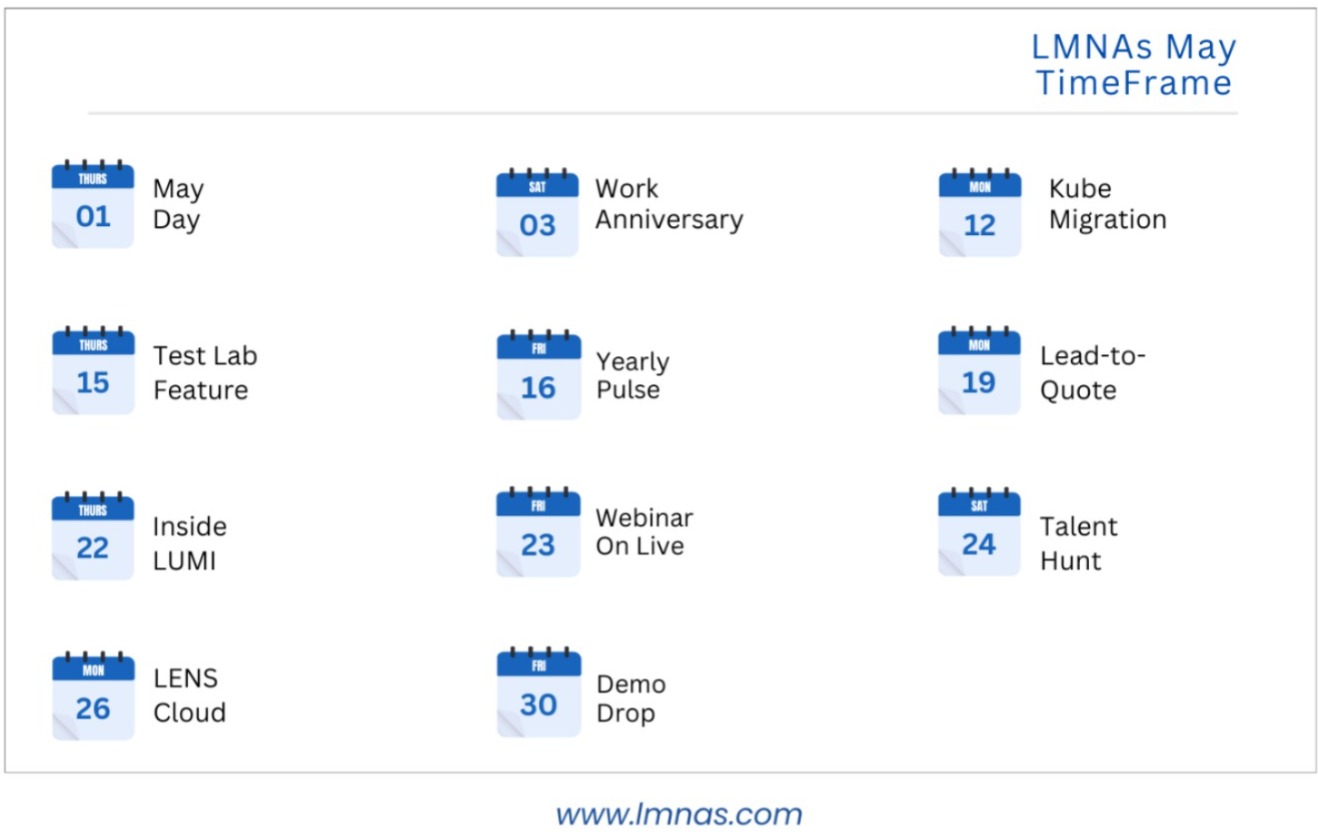 LMNAs May
TimeFrame
THURS
01
May
Day
SAT
03
Work
Anniversary
MON
12
Kube
Migration
THURS
15
Test Lab
Feature
FRI
16
Yearly
Pulse
MON
19
Lead-to-
Quote
THURS
22
Inside
LUMI
FRI
23
Webinar
On Live
SAT
24
Talent
Hunt
MON
26
LENS
Cloud
FRI
30
Demo
Drop
www.lmnas.com